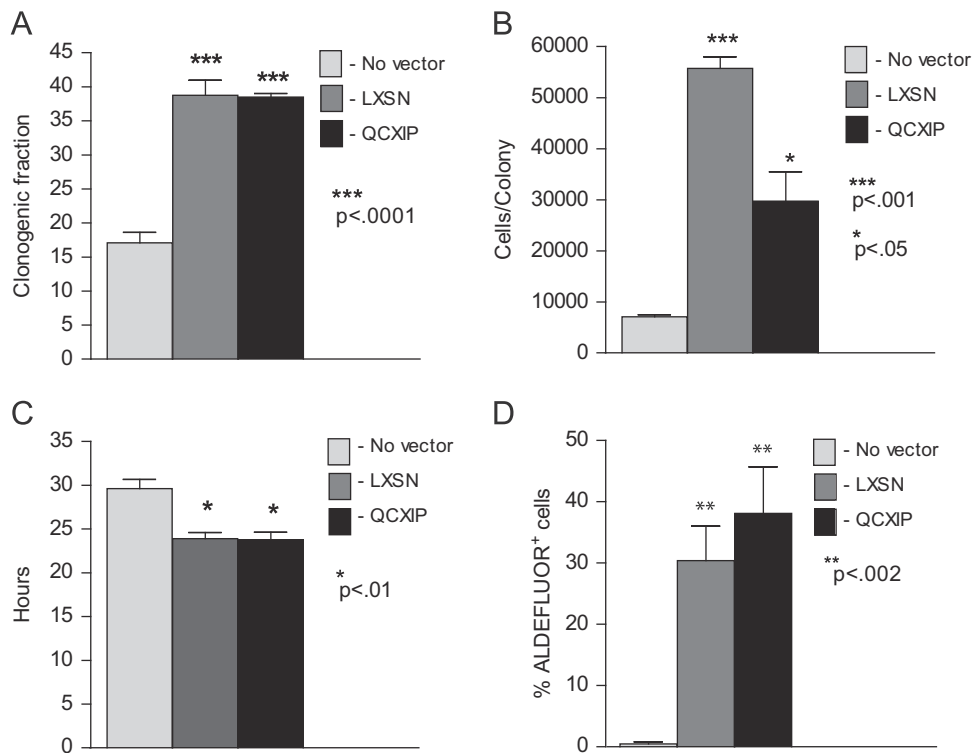 A
Clonogenic fraction
45
40
35
30
25
20
15
10
5
0
***
***
- No vector
- LXSN
- QCXIP
***
p<.0001
B
Cells/Colony
60000
50000
40000
30000
20000
10000
0
***
*
- No vector
- LXSN
- QCXIP
***
p<.001
*
p<.05
C
Hours
35
30
25
20
15
10
5
0
*
*
- No vector
- LXSN
- QCXIP
*
p<.01
D
% ALDEFLUOR+ cells
50
40
30
20
10
0
**
**
- No vector
- LXSN
- QCXIP
**
p<.002